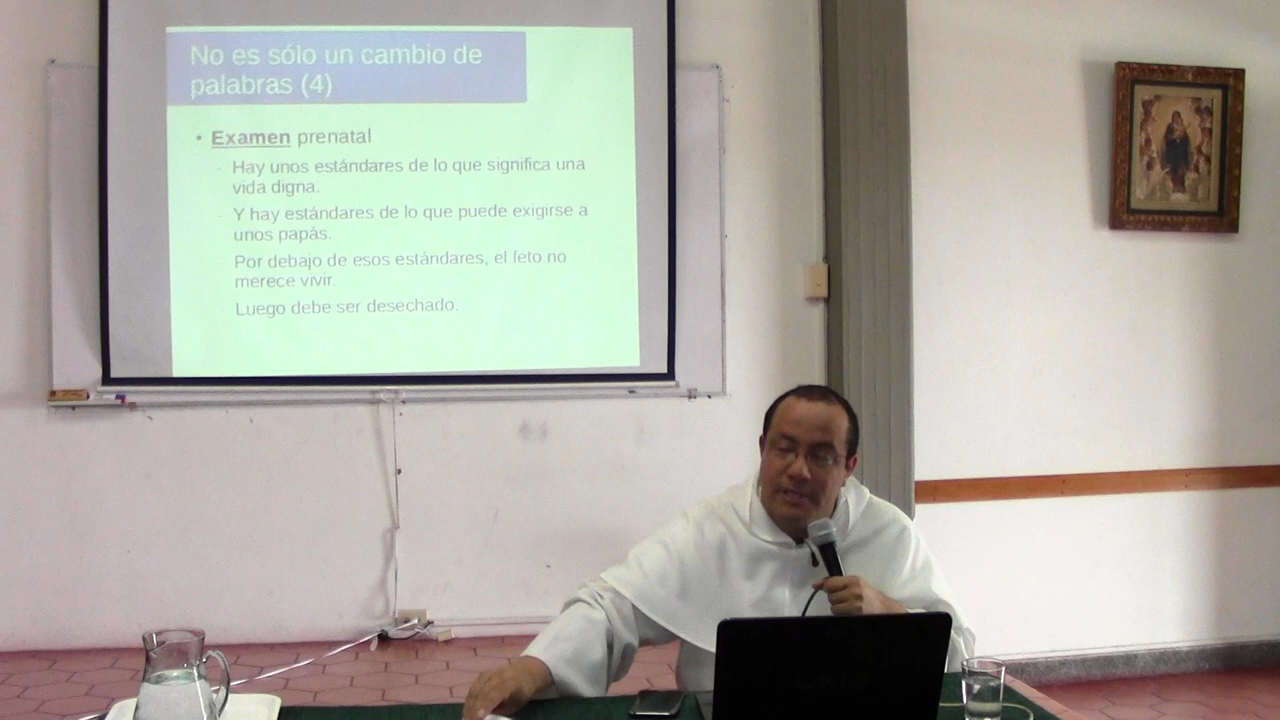 No es sólo un cambio de
palabras (4)
• Examen prenatal
- Hay unos estándares de lo que significa una
vida digna.
- Y hay estándares de lo que puede exigirse a
unos papás.
- Por debajo de esos estándares, el feto no
merece vivir.
Luego debe ser desechado.